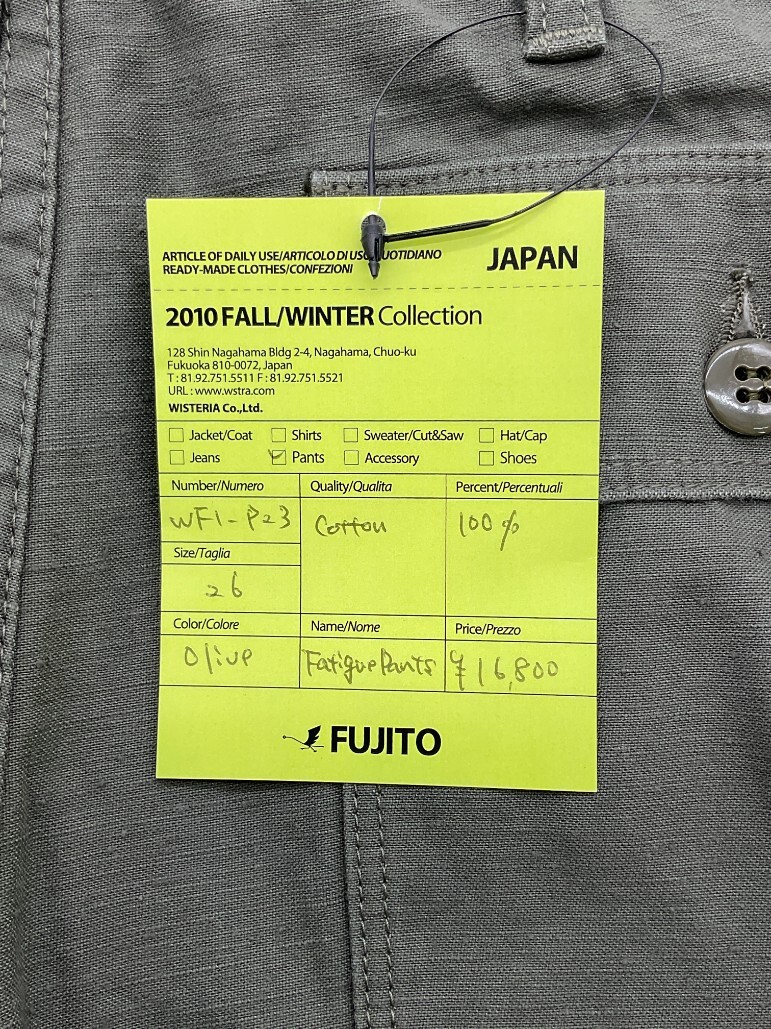 ARTICLE OF DAILY USE/ARTICOLO DI USO QUOTIDIANO
READY-MADE CLOTHES/CONFEZIONI
JAPAN
2010 FALL/WINTER Collection
128 Shin Nagahama Bldg 2-4, Nagahama, Chuo-ku
Fukuoka 810-0072, Japan
T : 81.92.751.5511 F : 81.92.751.5521
URL : www.wstra.com
WISTERIA Co.,Ltd.
Jacket/Coat Shirts Sweater/Cut&Saw Hat/Cap
Jeans Pants Accessory Shoes
Number/Numero Quality/Qualita Percent/Percentuali
WF1-P23 Cotton 100%
Size/Taglia
26
Color/Colore Name/Nome Price/Prezzo
Olive Fatigue Pants ¥16,800
FUJITO